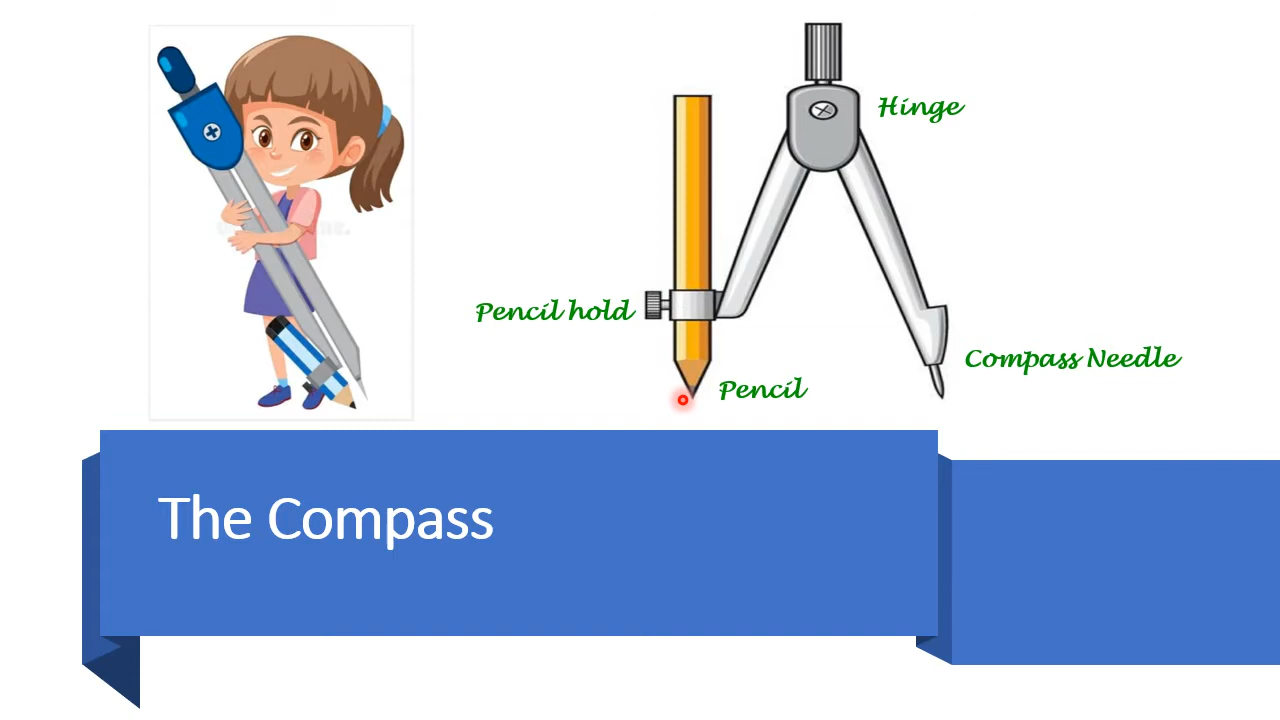 Hinge
Pencil hold
Compass Needle
Pencil
The Compass